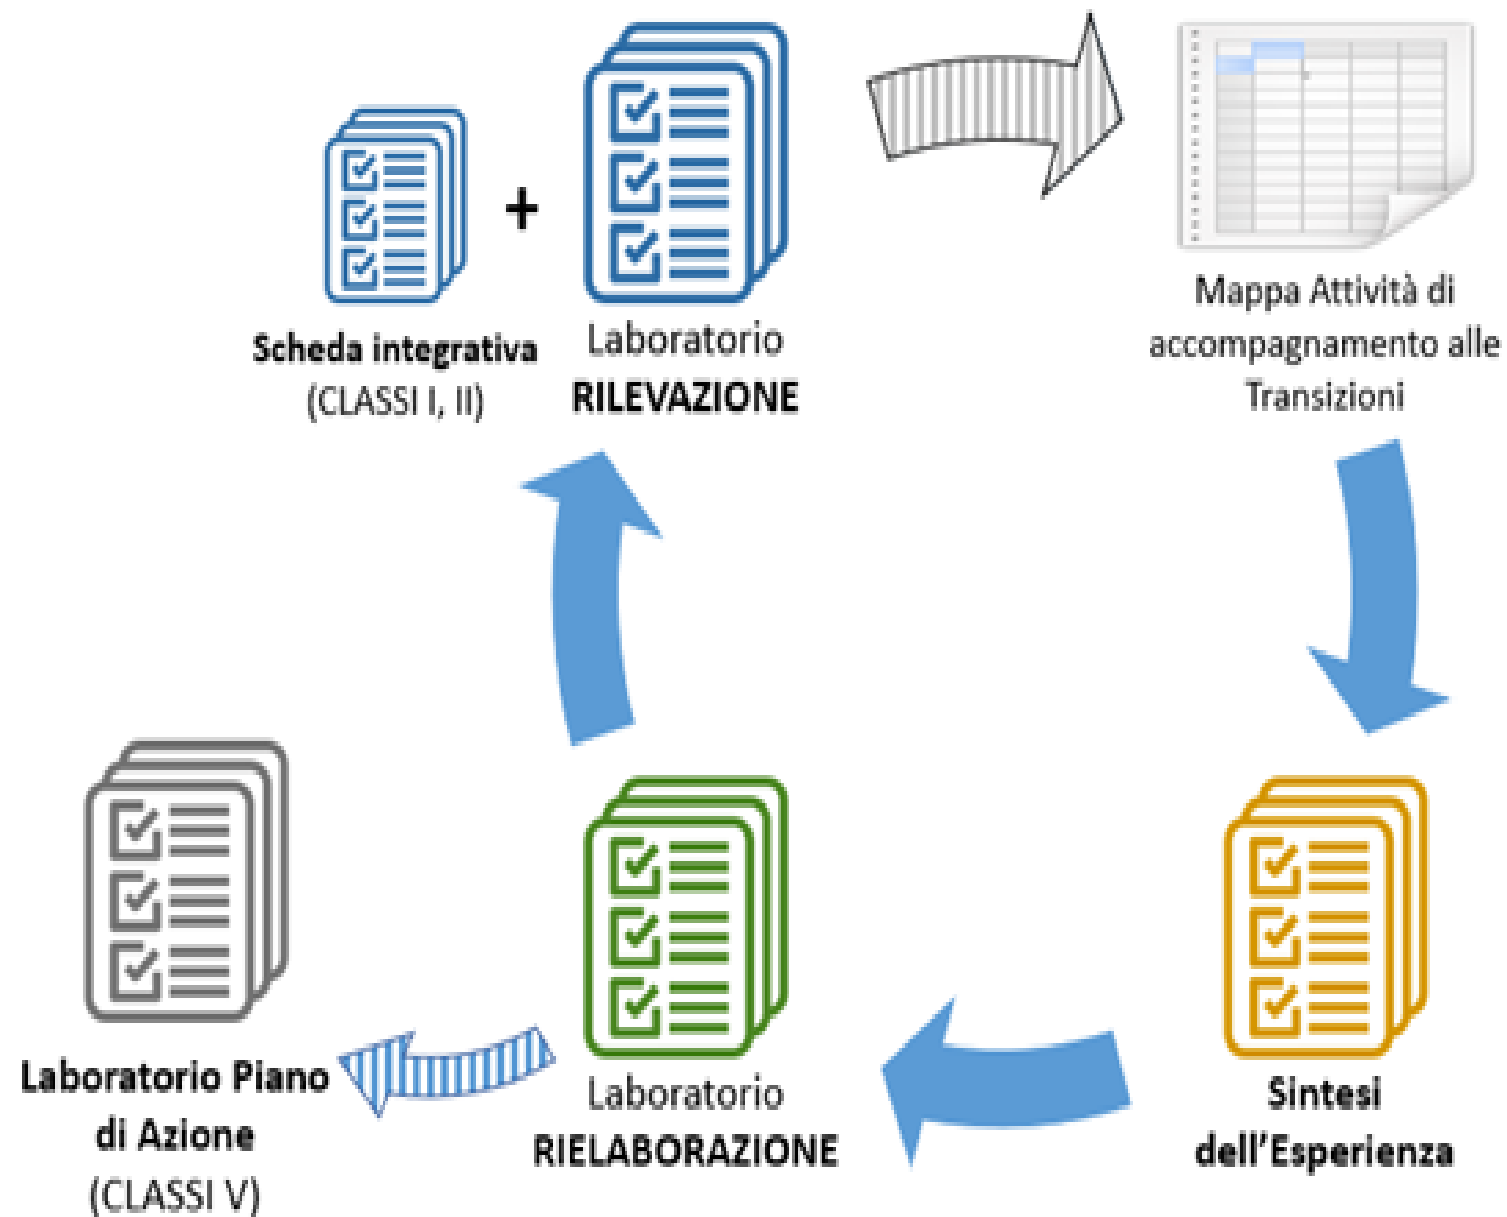 +
Scheda integrativa
(CLASSI I, II)
Laboratorio
RILEVAZIONE
Mappa Attività di
accompagnamento alle
Transizioni
Sintesi
dell’Esperienza
Laboratorio
RIELABORAZIONE
Laboratorio Piano
di Azione
(CLASSI V)